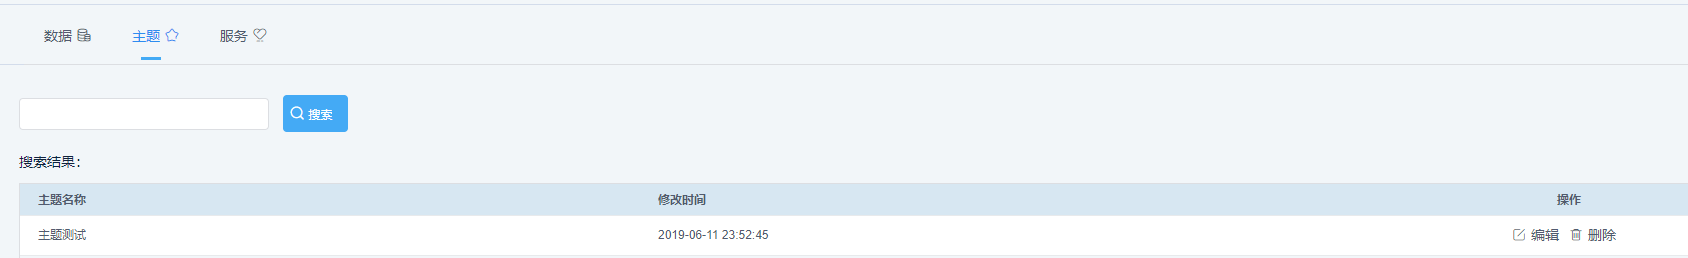 数据 主题 服务
搜索
搜索结果：
主题名称 修改时间 操作
主题测试 2019-06-11 23:52:45 编辑 删除